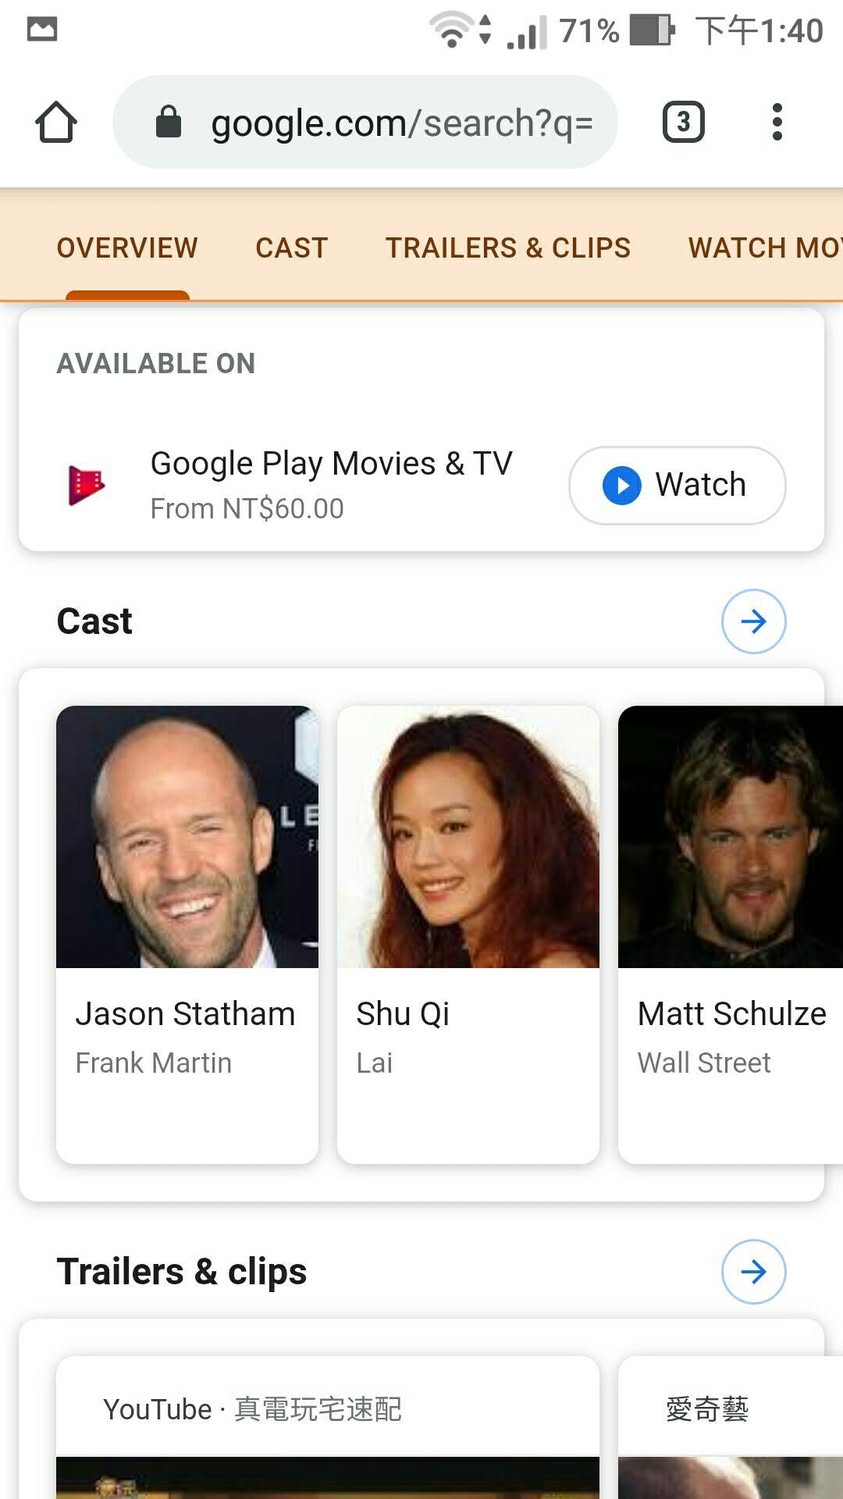 71% 下午1:40
google.com/search?q=
3
OVERVIEW CAST TRAILERS & CLIPS WATCH MO
AVAILABLE ON
Google Play Movies & TV
From NT$60.00
Watch
Cast
LE
F
Jason Statham
Frank Martin
Shu Qi
Lai
Matt Schulze
Wall Street
Trailers & clips
YouTube · 真電玩宅速配
愛奇藝